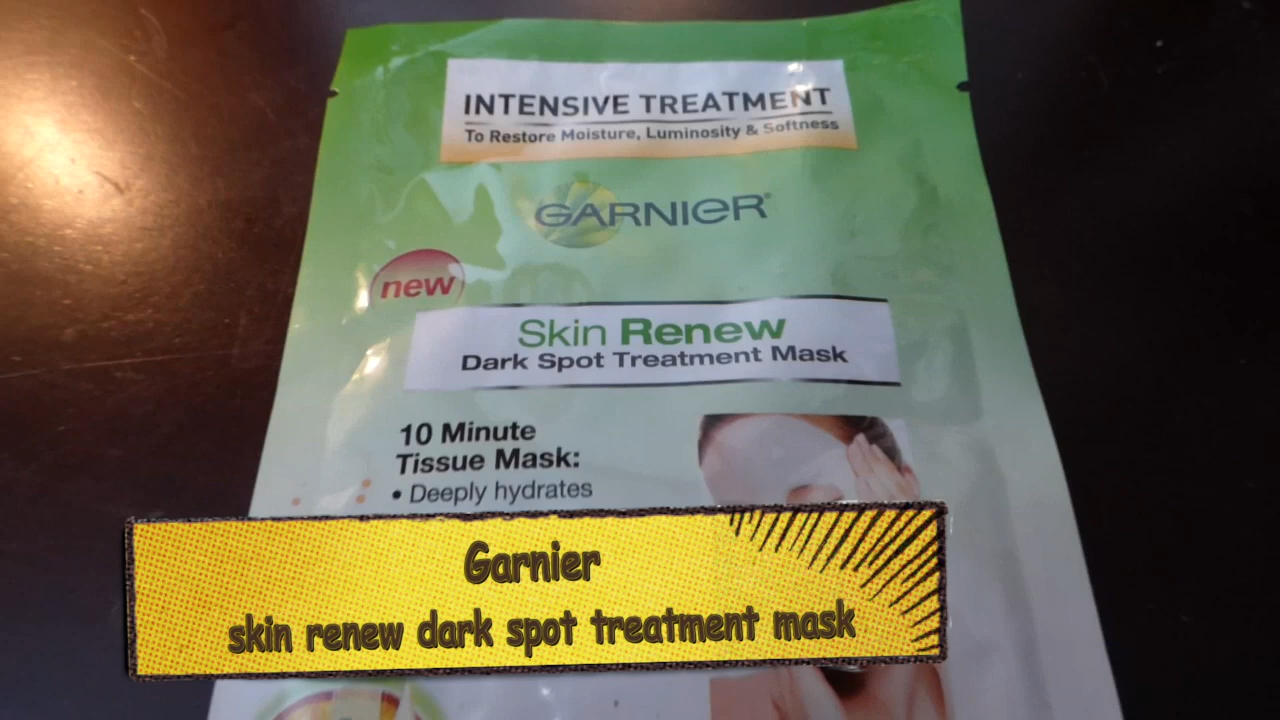 INTENSIVE TREATMENT
To Restore Moisture, Luminosity & Softness
GARNIER®
new
Skin Renew
Dark Spot Treatment Mask
10 Minute
Tissue Mask:
• Deeply hydrates
Garnier
skin renew dark spot treatment mask